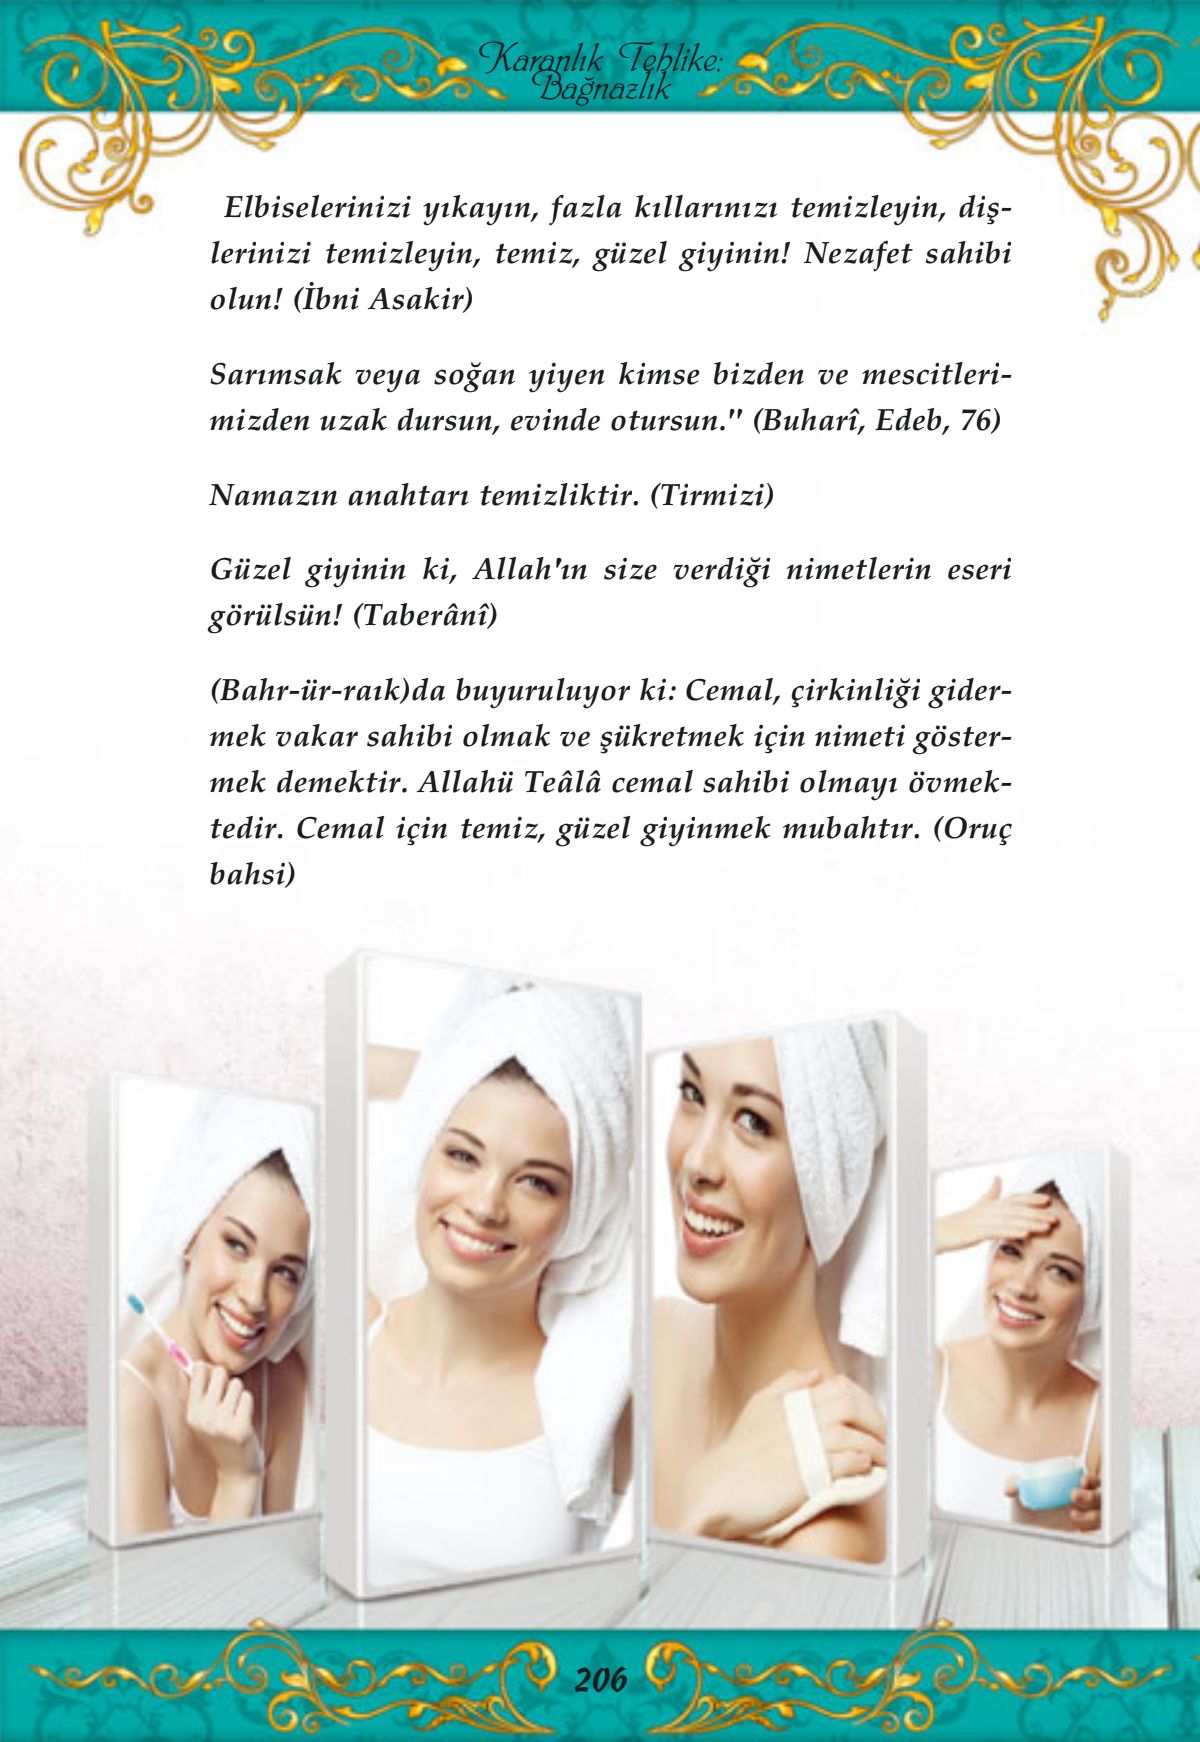 Karanlık Tehlike:
Bağnazlık
Elbiselerinizi yıkayın, fazla kıllarınızı temizleyin, diş-
lerinizi temizleyin, temiz, güzel giyinin! Nezafet sahibi
olun! (İbni Asakir)
Sarımsak veya soğan yiyen kimse bizden ve mescitleri-
mizden uzak dursun, evinde otursun." (Buharî, Edeb, 76)
Namazın anahtarı temizliktir. (Tirmizi)
Güzel giyinin ki, Allah'ın size verdiği nimetlerin eseri
görülsün! (Taberânî)
(Bahr-ür-raık)da buyuruluyor ki: Cemal, çirkinliği gider-
mek vakar sahibi olmak ve şükretmek için nimeti göster-
mek demektir. Allahü Teâlâ cemal sahibi olmayı övmek-
tedir. Cemal için temiz, güzel giyinmek mubahtır. (Oruç
bahsi)
206